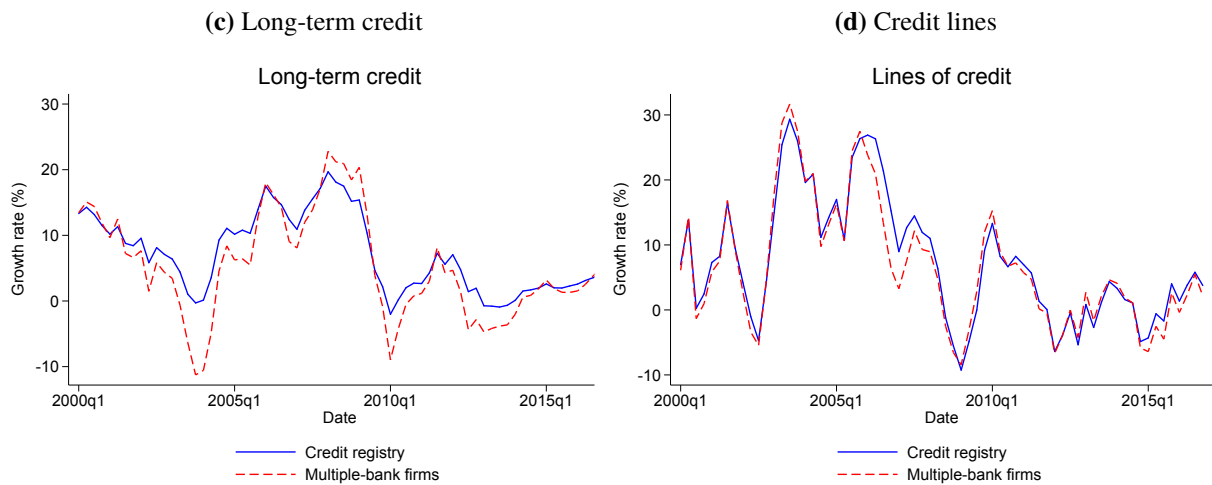 (c) Long-term credit
Long-term credit
30
20
10
0
-10
Growth rate (%)
2000q1 2005q1 2010q1 2015q1
Date
Credit registry
Multiple-bank firms
(d) Credit lines
Lines of credit
30
20
10
0
-10
Growth rate (%)
2000q1 2005q1 2010q1 2015q1
Date
Credit registry
Multiple-bank firms